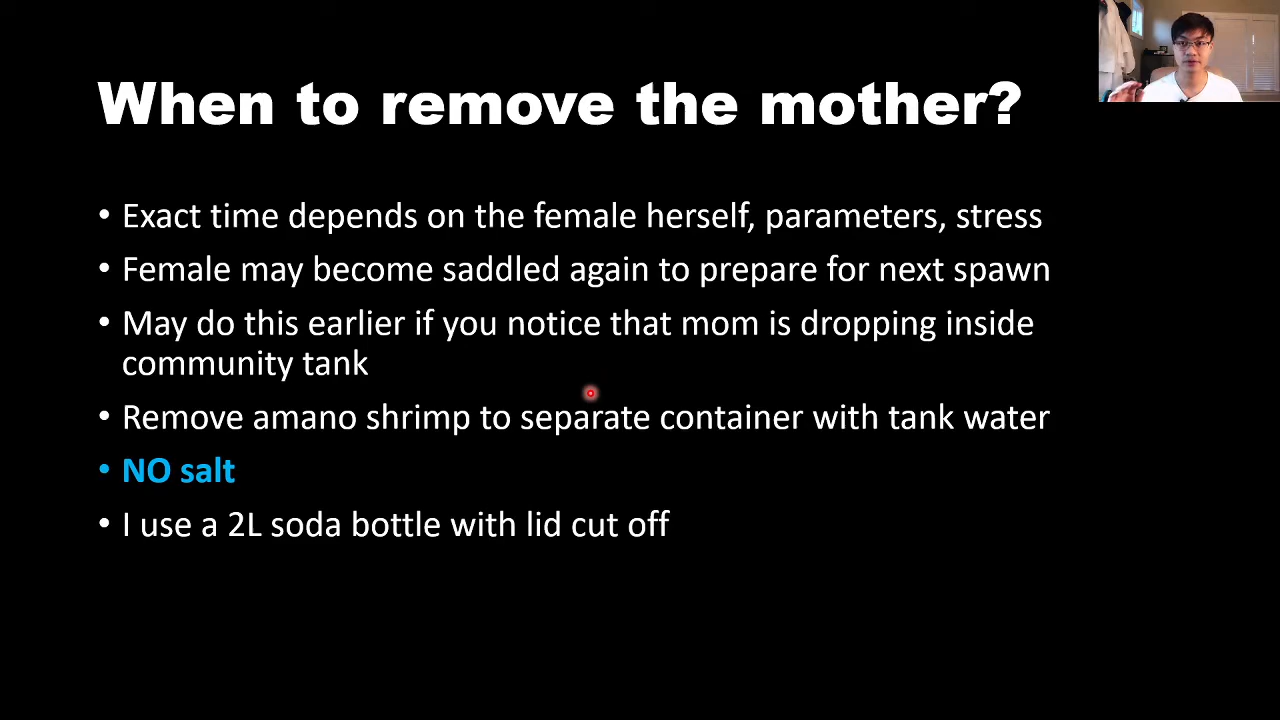 When to remove the mother?
• Exact time depends on the female herself, parameters, stress
• Female may become saddled again to prepare for next spawn
• May do this earlier if you notice that mom is dropping inside
community tank
• Remove amano shrimp to separate container with tank water
• NO salt
• I use a 2L soda bottle with lid cut off